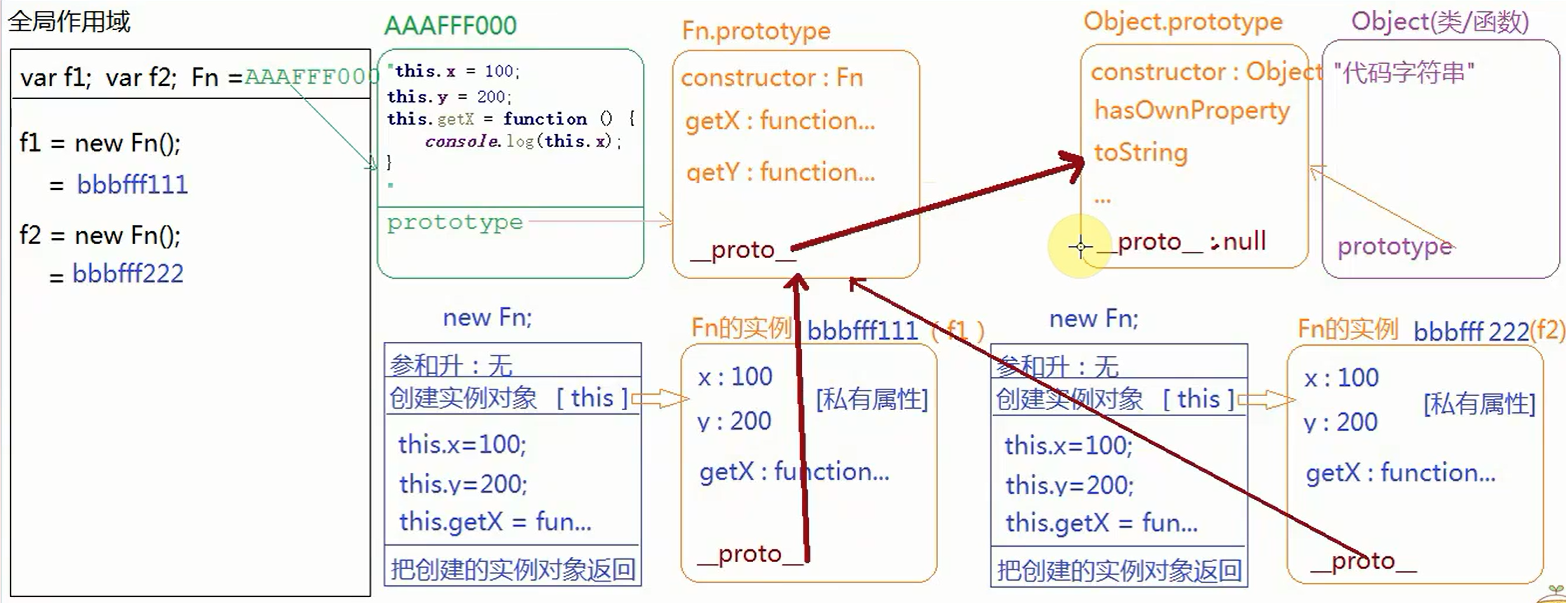 全局作用域
var f1; var f2; Fn =AAAFFF000
f1 = new Fn();
= bbbfff111
f2 = new Fn();
= bbbfff222
AAAFFF000
"this.x = 100;
this.y = 200;
this.getX = function () {
console.log(this.x);
}
"
prototype
Fn.prototype
constructor : Fn
getX : function...
getY : function...
__proto__
Object.prototype
constructor : Object
hasOwnProperty
toString
...
__proto__ : null
Object(类/函数)
"代码字符串"
prototype
new Fn;
参和升：无
创建实例对象 [ this ]
this.x=100;
this.y=200;
this.getX = fun...
把创建的实例对象返回
Fn的实例 bbbfff111 ( f1 )
x : 100
[私有属性]
y : 200
getX : function...
__proto__
new Fn;
参和升：无
创建实例对象 [ this ]
this.x=100;
this.y=200;
this.getX = fun...
把创建的实例对象返回
Fn的实例 bbbfff 222(f2)
x : 100
[私有属性]
y : 200
getX : function...
__proto__